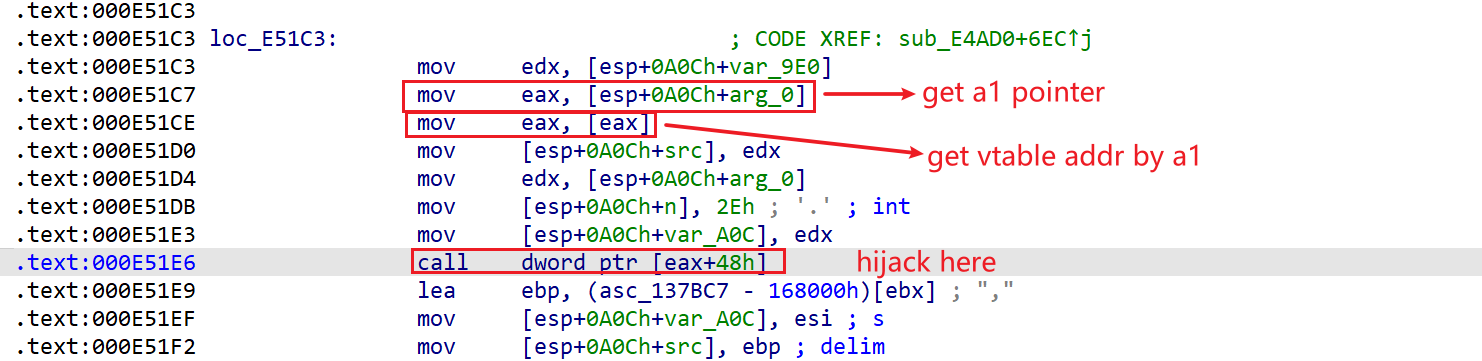 .text:000E51C3
.text:000E51C3 loc_E51C3: ; CODE XREF: sub_E4AD0+6EC↑j
.text:000E51C3 mov edx, [esp+0A0Ch+var_9E0]
.text:000E51C7 mov eax, [esp+0A0Ch+arg_0] get a1 pointer
.text:000E51CE mov eax, [eax]
.text:000E51D0 mov [esp+0A0Ch+src], edx get vtable addr by a1
.text:000E51D4 mov edx, [esp+0A0Ch+arg_0]
.text:000E51DB mov [esp+0A0Ch+n], 2Eh ; '.' ; int
.text:000E51E3 mov [esp+0A0Ch+var_A0C], edx
.text:000E51E6 call dword ptr [eax+48h] hijack here
.text:000E51E9 lea ebp, (asc_137BC7 - 168000h)[ebx] ; ","
.text:000E51EF mov [esp+0A0Ch+var_A0C], esi ; s
.text:000E51F2 mov [esp+0A0Ch+src], ebp ; delim